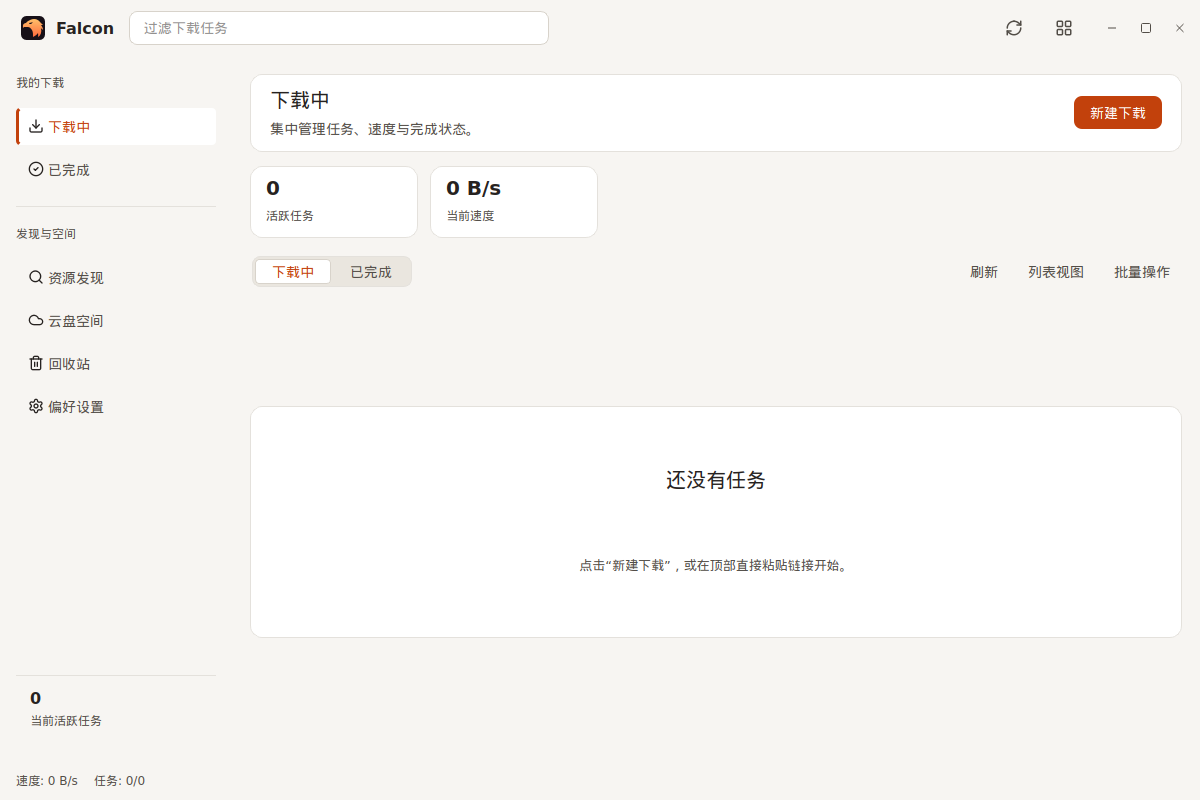 Falcon
过滤下载任务
我的下载
下载中
已完成
发现与空间
资源发现
云盘空间
回收站
偏好设置
0
当前活跃任务
速度: 0 B/s
任务: 0/0
下载中
集中管理任务、速度与完成状态。
新建下载
0
活跃任务
0 B/s
当前速度
下载中
已完成
刷新
列表视图
批量操作
还没有任务
点击“新建下载”，或在顶部直接粘贴链接开始。